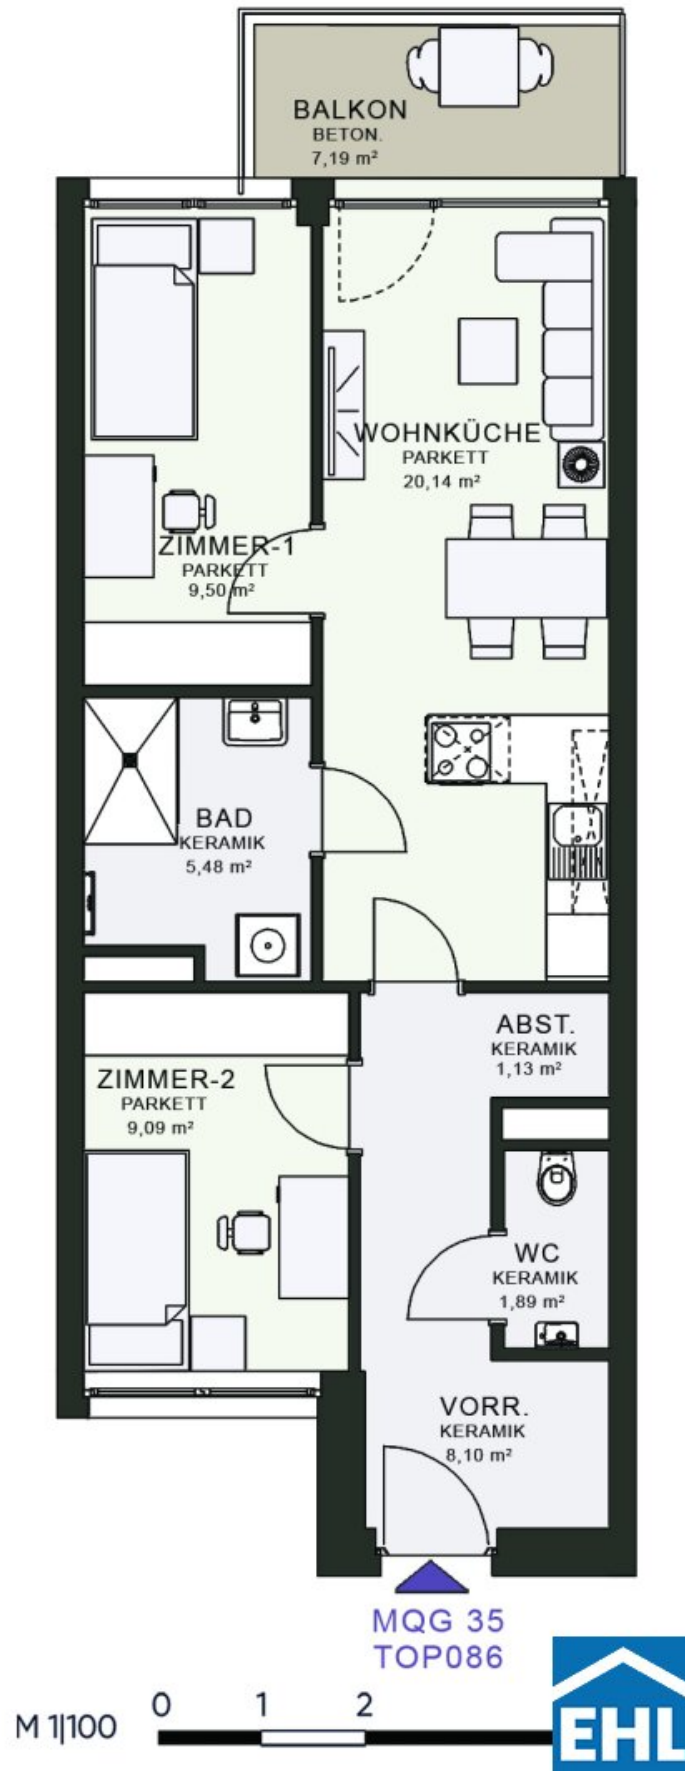 BALKON
BETON.
7,19 m²
WOHNKÜCHE
PARKETT
20,14 m²
ZIMMER-1
PARKETT
9,50 m²
BAD
KERAMIK
5,48 m²
ABST.
KERAMIK
1,13 m²
ZIMMER-2
PARKETT
9,09 m²
WC
KERAMIK
1,89 m²
VORR.
KERAMIK
8,10 m²
MQG 35
TOP086
M 1|100 0 1 2
EHL